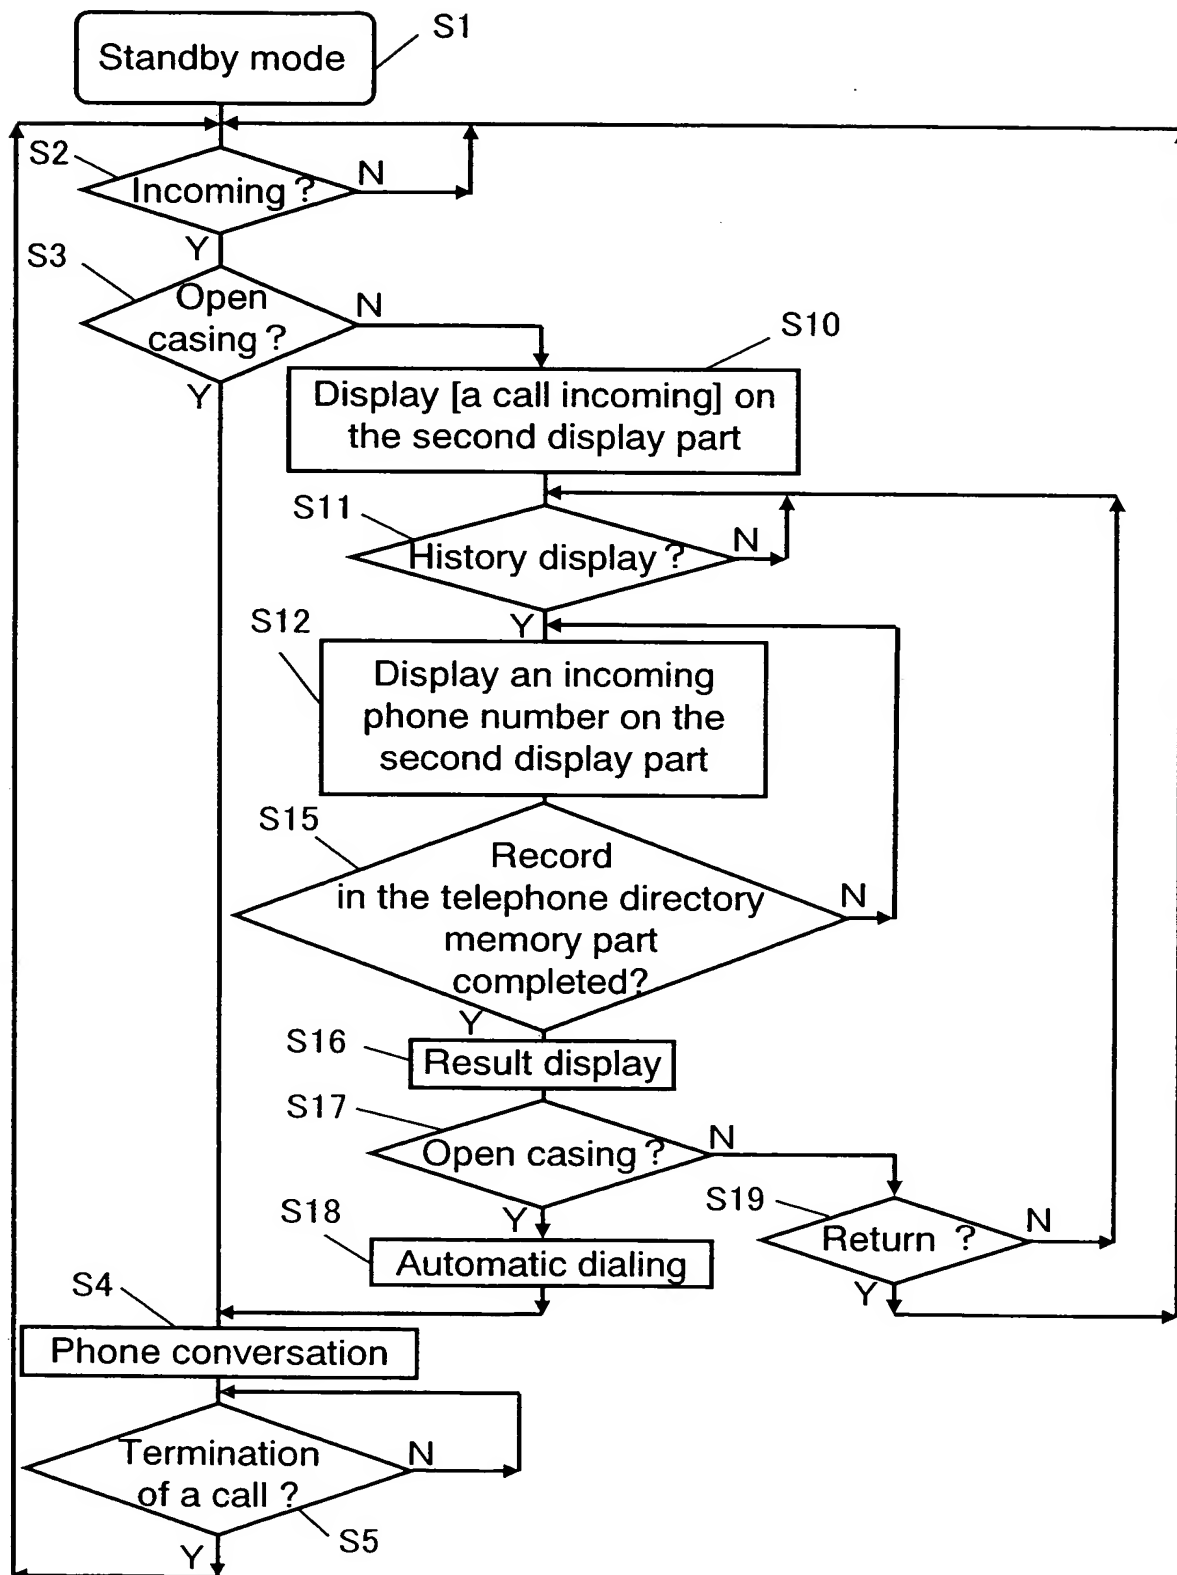 S1
Standby mode
S2
Incoming ?
N
Y
S3
Open
casing ?
N
Y
S10
Display [a call incoming] on
the second display part
S11
History display ?
N
Y
S12
Display an incoming
phone number on the
second display part
S15
Record
in the telephone directory
memory part
completed?
N
Y
S16
Result display
S17
Open casing ?
N
Y
S19
Return ?
N
Y
S18
Automatic dialing
S4
Phone conversation
Termination
of a call ?
N
S5
Y